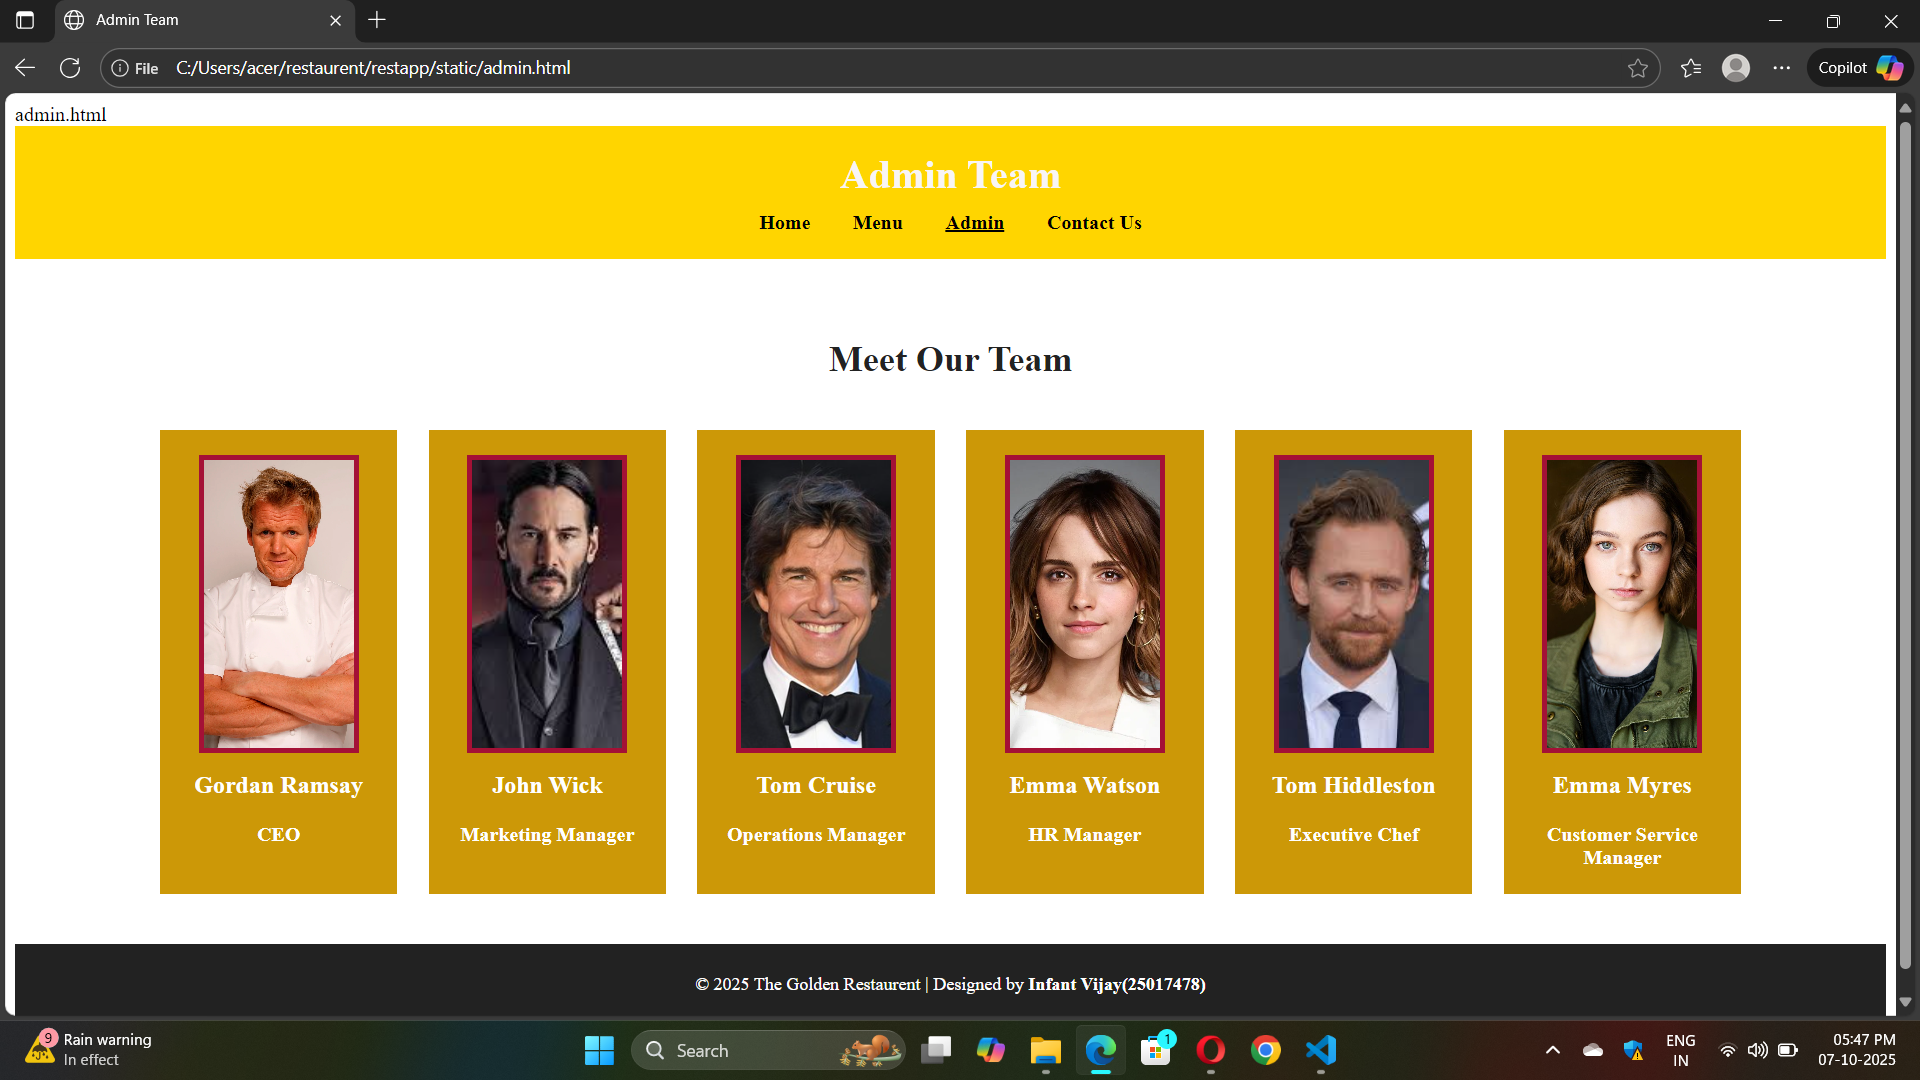 Admin Team
File C:/Users/acer/restaurent/restapp/static/admin.html
Copilot
admin.html
Admin Team
Home Menu Admin Contact Us
Meet Our Team
Gordan Ramsay
CEO
John Wick
Marketing Manager
Tom Cruise
Operations Manager
Emma Watson
HR Manager
Tom Hiddleston
Executive Chef
Emma Myres
Customer Service
Manager
© 2025 The Golden Restaurent | Designed by Infant Vijay(25017478)
9
Rain warning
In effect
Search
1
ENG
IN
05:47 PM
07-10-2025